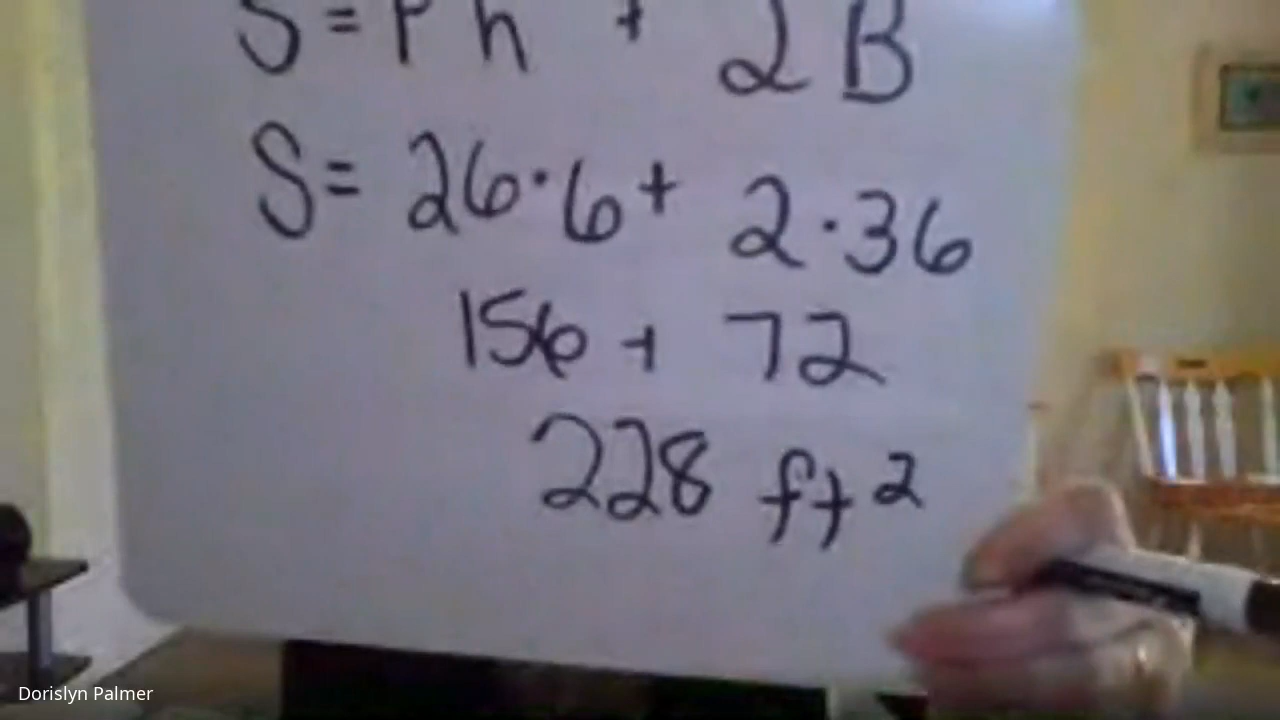 S = Ph + 2B
S = 26·6 + 2·36
156 + 72
228 ft²
Dorislyn Palmer